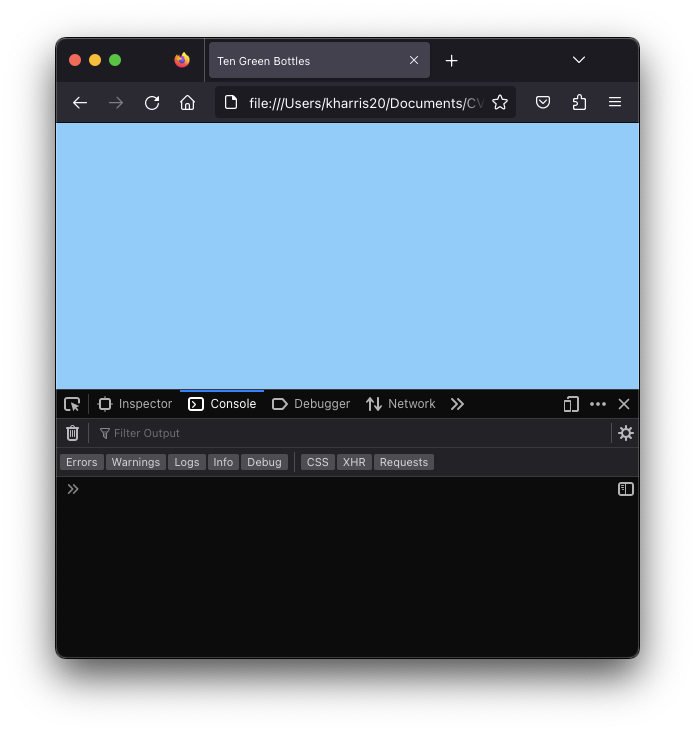 Ten Green Bottles
file:///Users/kharris20/Documents/CV
Inspector Console Debugger Network
Filter Output
Errors Warnings Logs Info Debug CSS XHR Requests